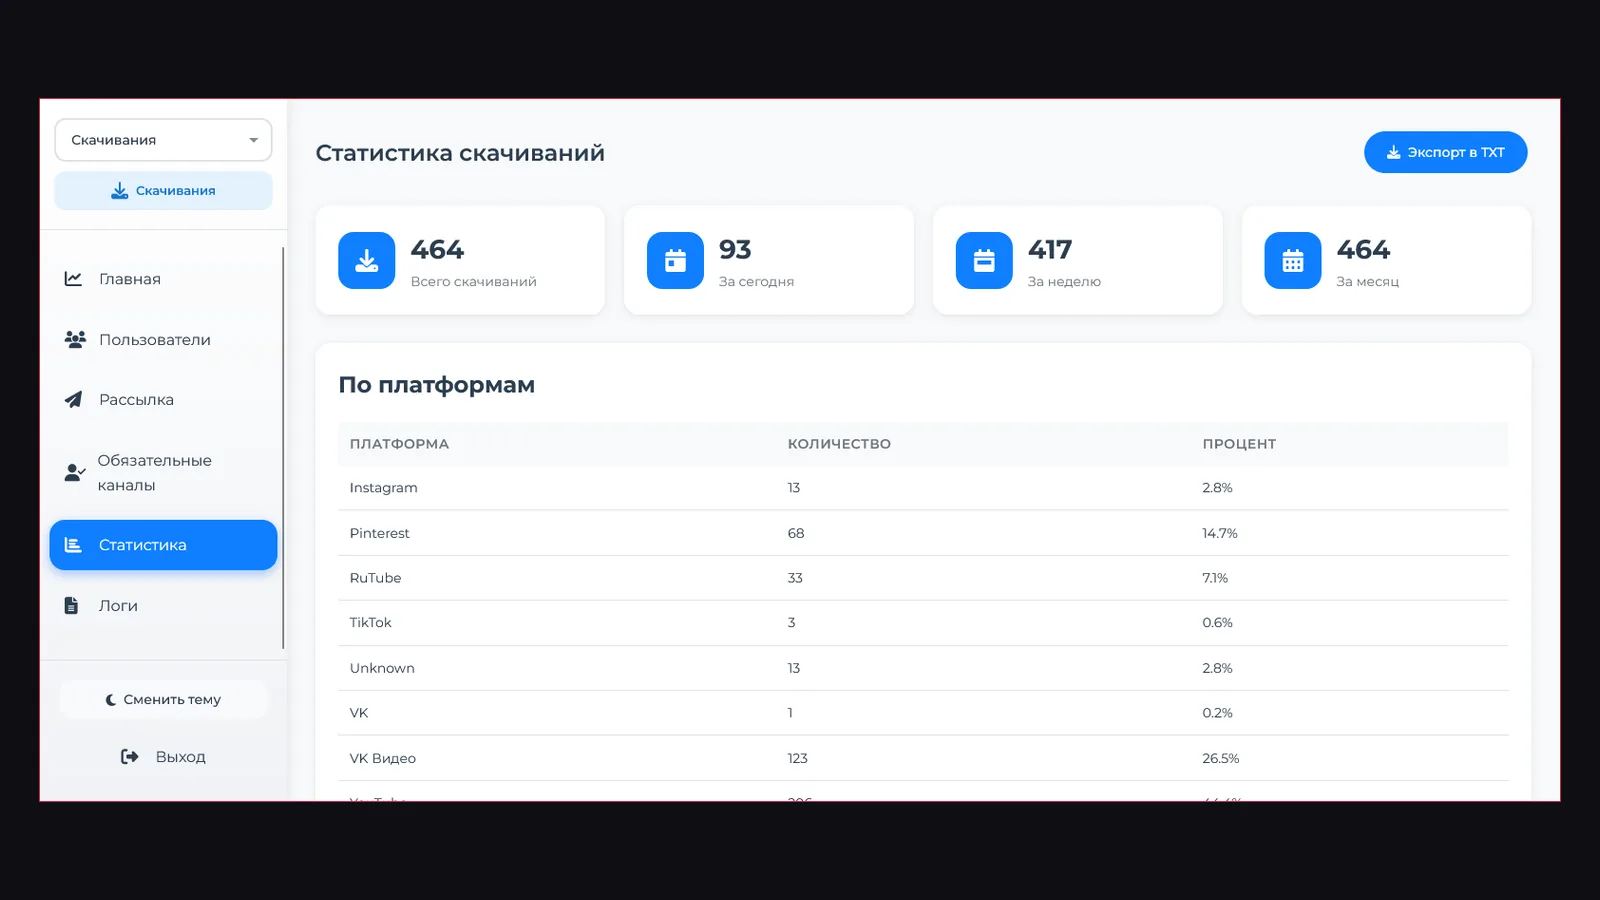 Скачивания
Скачивания
Главная
Пользователи
Рассылка
Обязательные
каналы
Статистика
Логи
Сменить тему
Выход
Статистика скачиваний
Экспорт в TXT
464
Всего скачиваний
93
За сегодня
417
За неделю
464
За месяц
По платформам
ПЛАТФОРМА КОЛИЧЕСТВО ПРОЦЕНТ
Instagram 13 2.8%
Pinterest 68 14.7%
RuTube 33 7.1%
TikTok 3 0.6%
Unknown 13 2.8%
VK 1 0.2%
VK Видео 123 26.5%